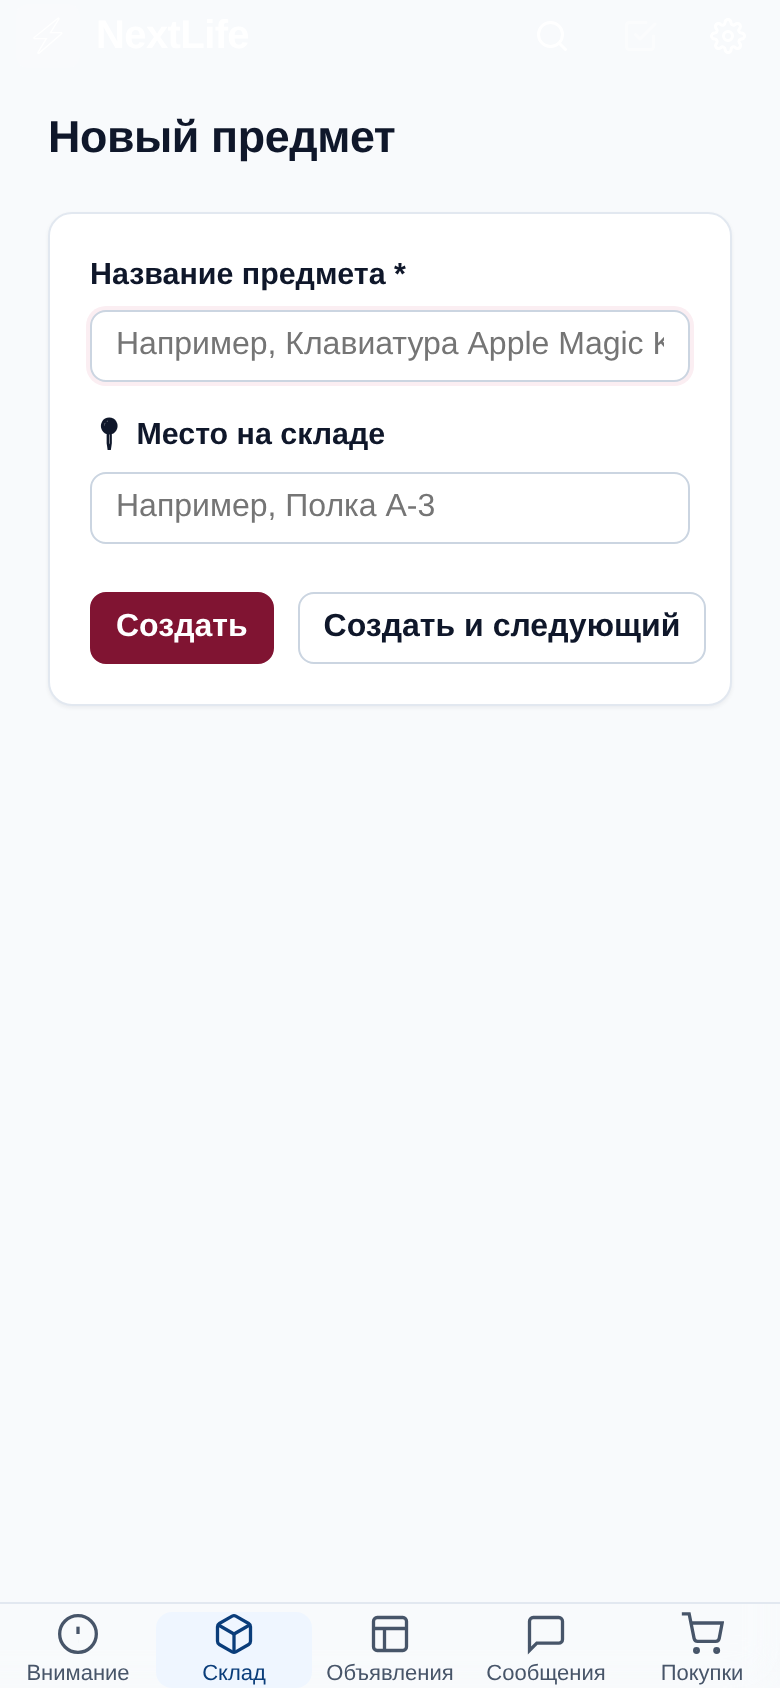 NextLife
Новый предмет
Название предмета *
Например, Клавиатура Apple Magic K
Место на складе
Например, Полка А-3
Создать
Создать и следующий
Внимание
Склад
Объявления
Сообщения
Покупки